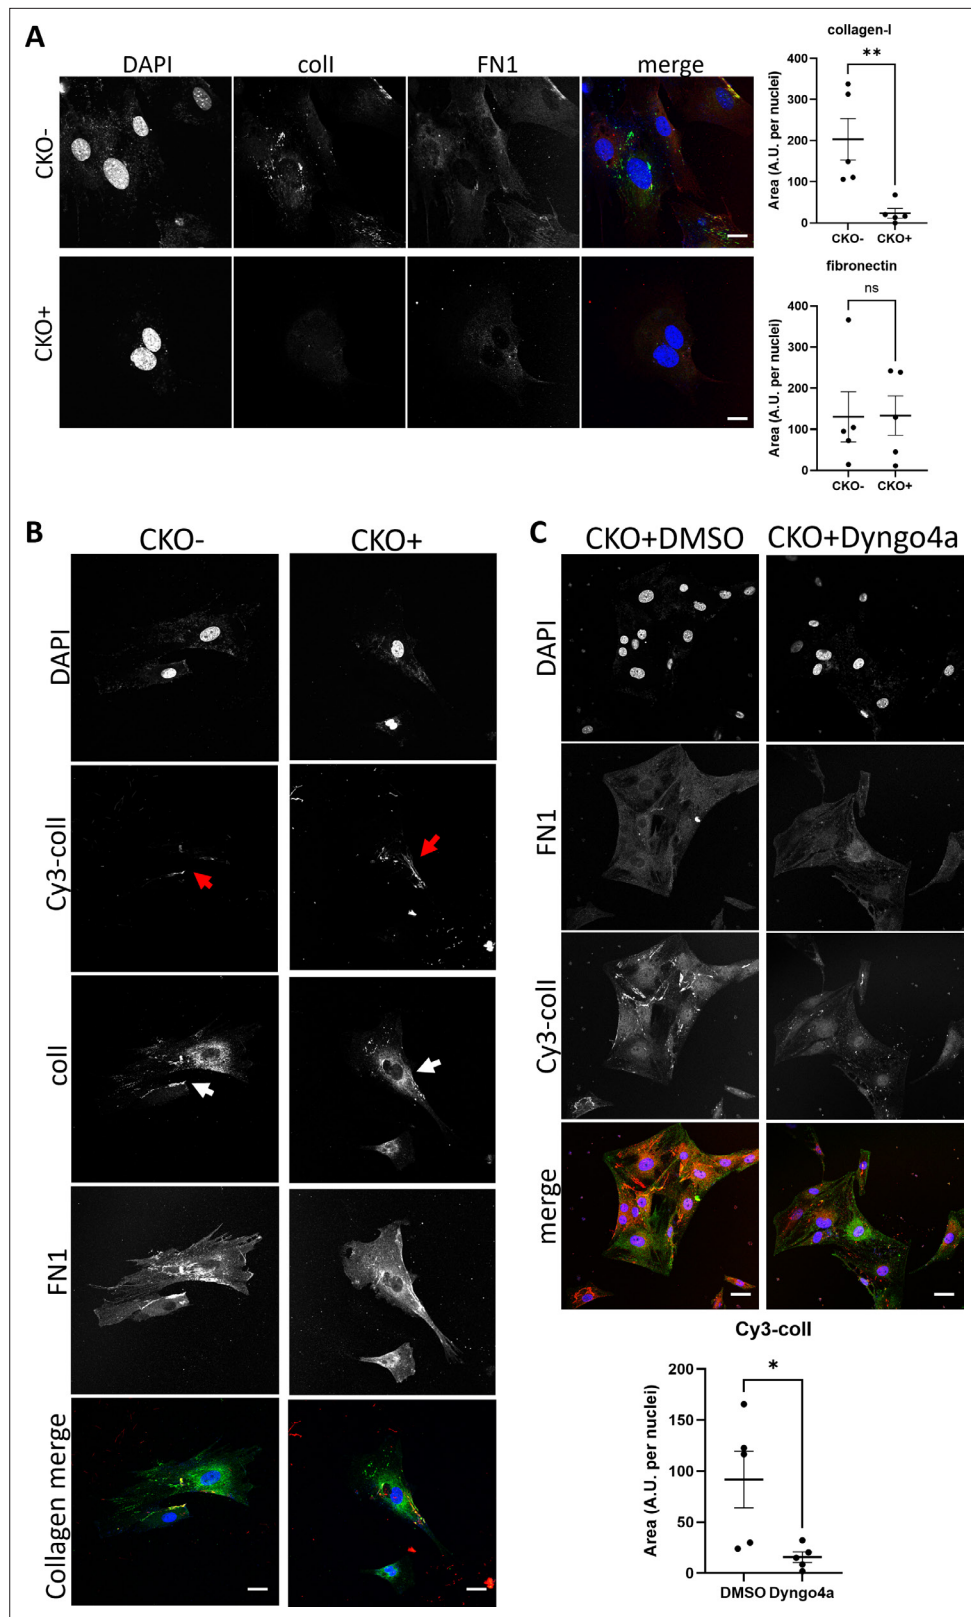 A
DAPI colI FN1 merge
CKO-
CKO+
collagen-I
**
Area (A.U. per nuclei)
400
300
200
100
0
CKO- CKO+
fibronectin
ns
Area (A.U. per nuclei)
400
300
200
100
0
CKO- CKO+
B
CKO- CKO+
DAPI
Cy3-colI
colI
FN1
Collagen merge
C
CKO+DMSO CKO+Dyngo4a
DAPI
FN1
Cy3-colI
merge
Cy3-colI
*
Area (A.U. per nuclei)
200
150
100
50
0
DMSO Dyngo4a